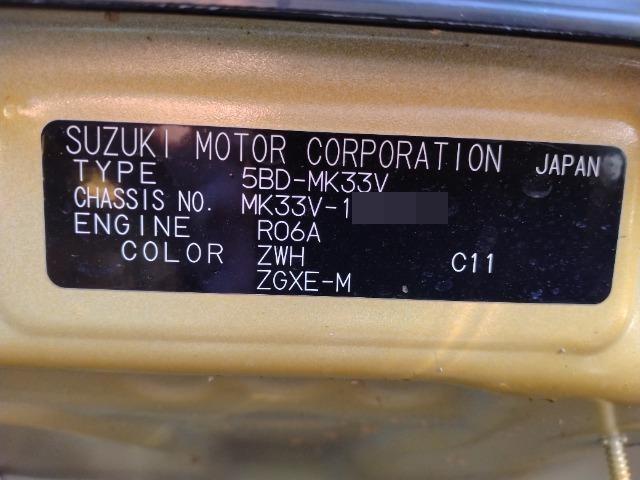 SUZUKI MOTOR CORPORATION JAPAN
TYPE 5BD-MK33V
CHASSIS NO. MK33V-1
ENGINE R06A
COLOR ZWH C11
ZGXE-M